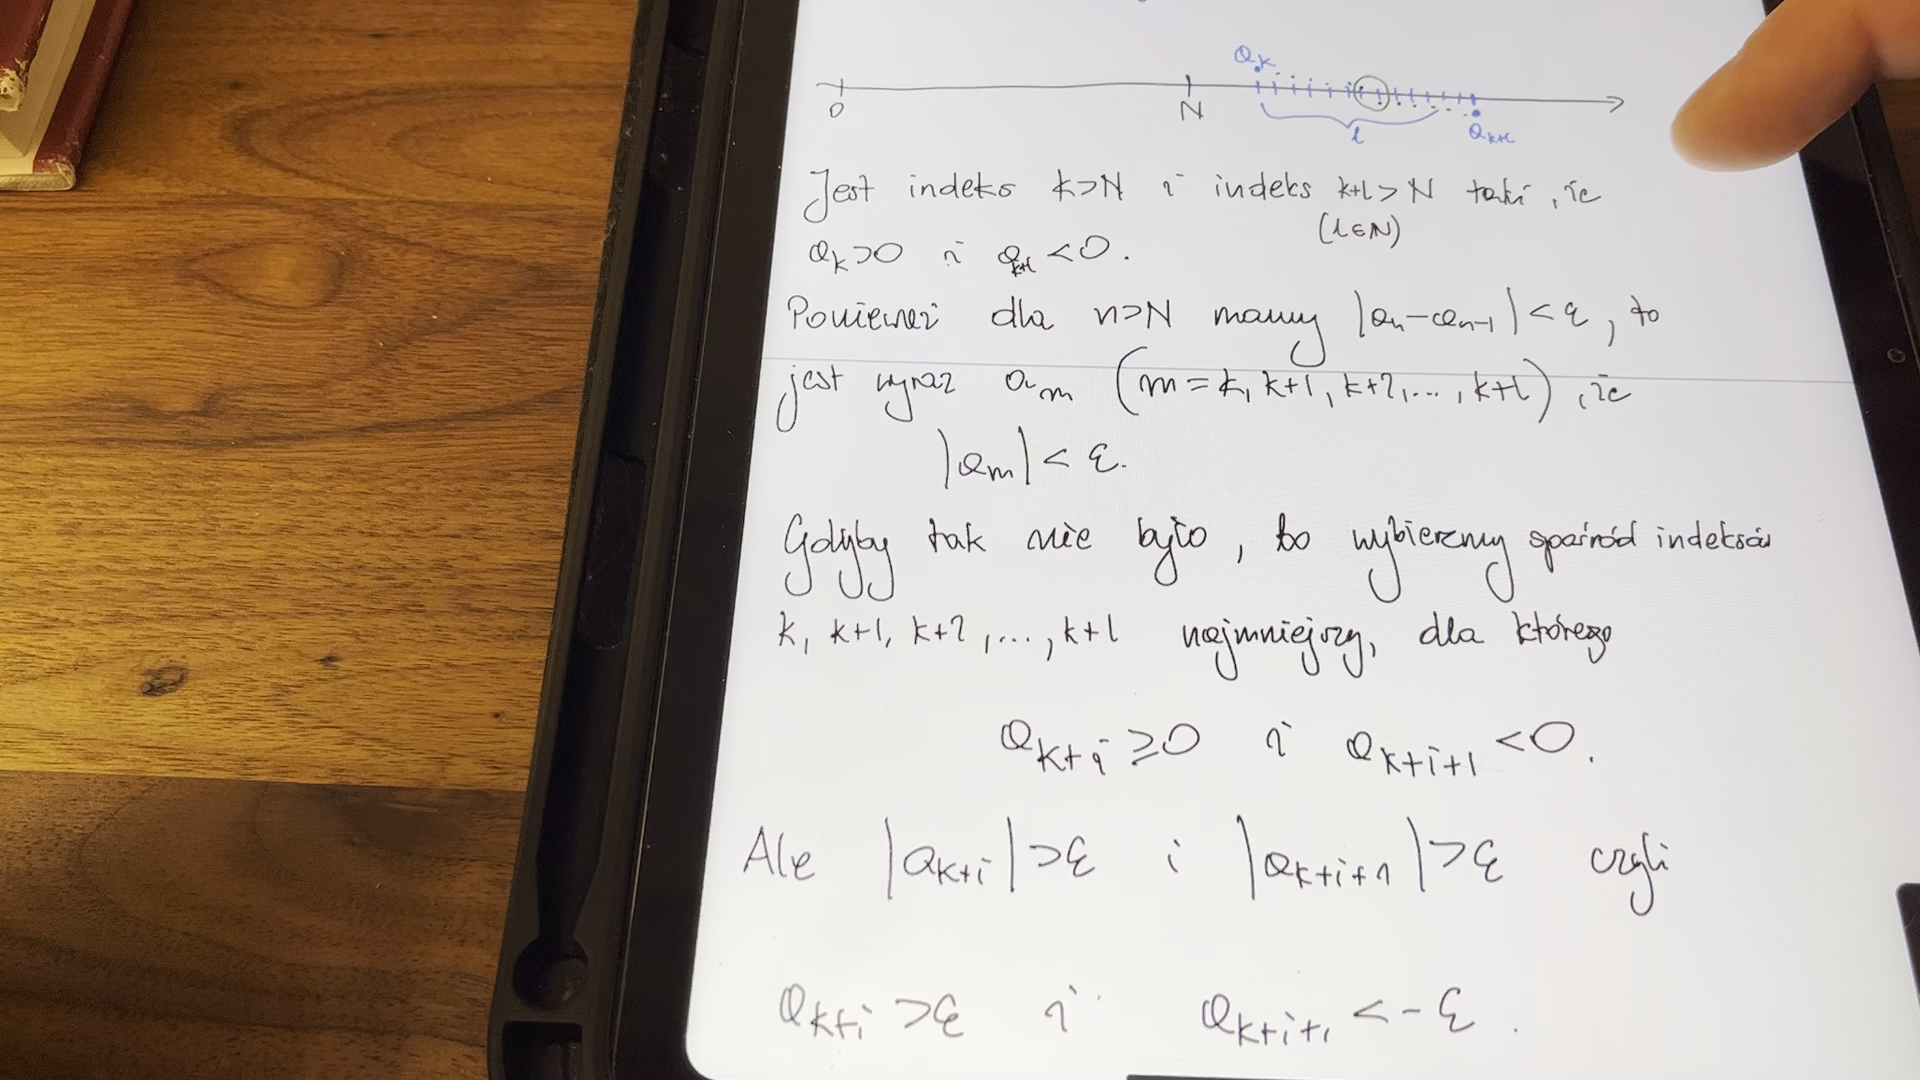 a_k
0 N l a_{k+l}
Jest indeks k>N i indeks k+l>N taki, że
(l∈N)
a_k>0 i a_{k+l}<0.
Ponieważ dla n>N mamy |a_n-a_{n-1}|<ε, to
jest wyraz a_m (m=k, k+1, k+2,..., k+l), że
|a_m|<ε.
Gdyby tak nie było, to wybierzmy spośród indeksów
k, k+1, k+2,..., k+l najmniejszy, dla którego
a_{k+i}≥0 i a_{k+i+1}<0.
Ale |a_{k+i}|>ε i |a_{k+i+1}|>ε czyli
a_{k+i}>ε i a_{k+i+1}<-ε.